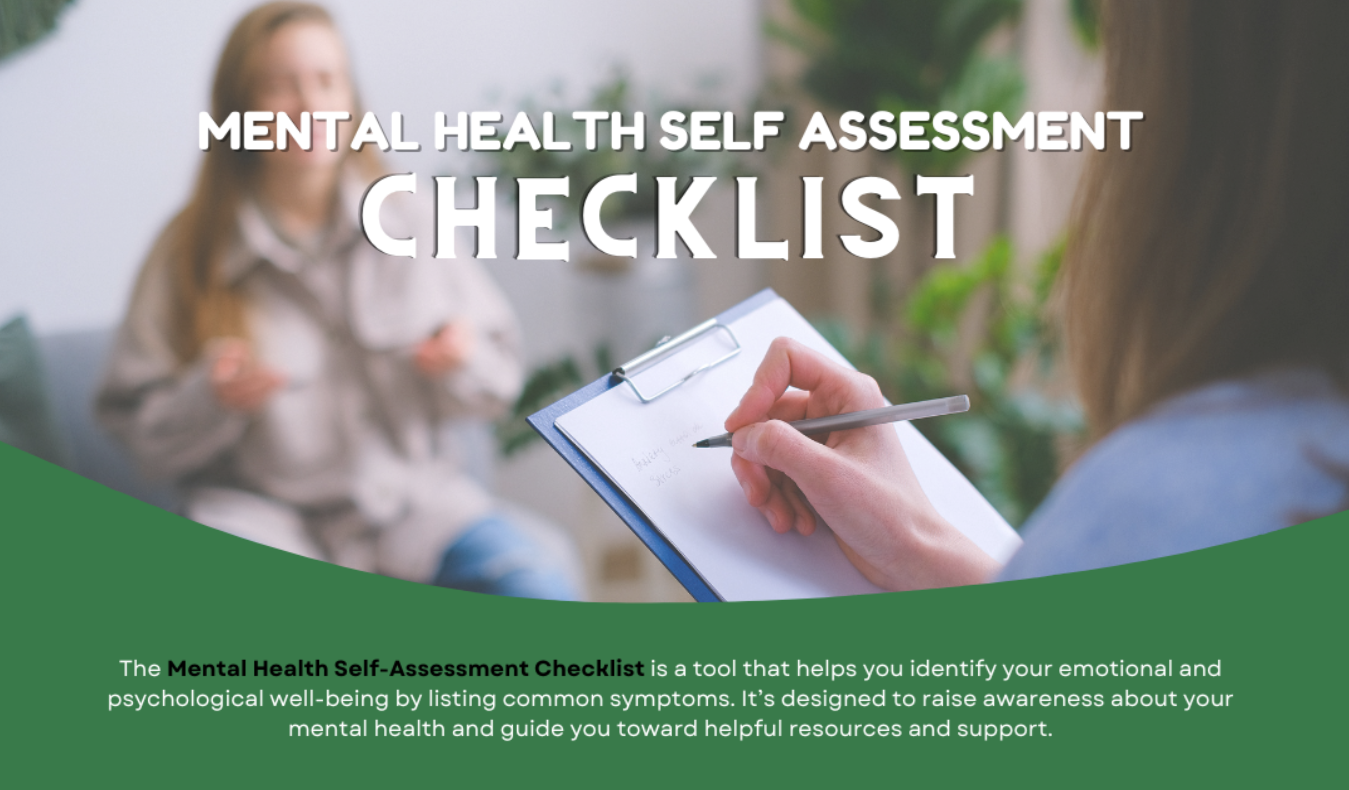 MENTAL HEALTH SELF ASSESSMENT
CHECKLIST
The Mental Health Self-Assessment Checklist is a tool that helps you identify your emotional and
psychological well-being by listing common symptoms. It’s designed to raise awareness about your
mental health and guide you toward helpful resources and support.